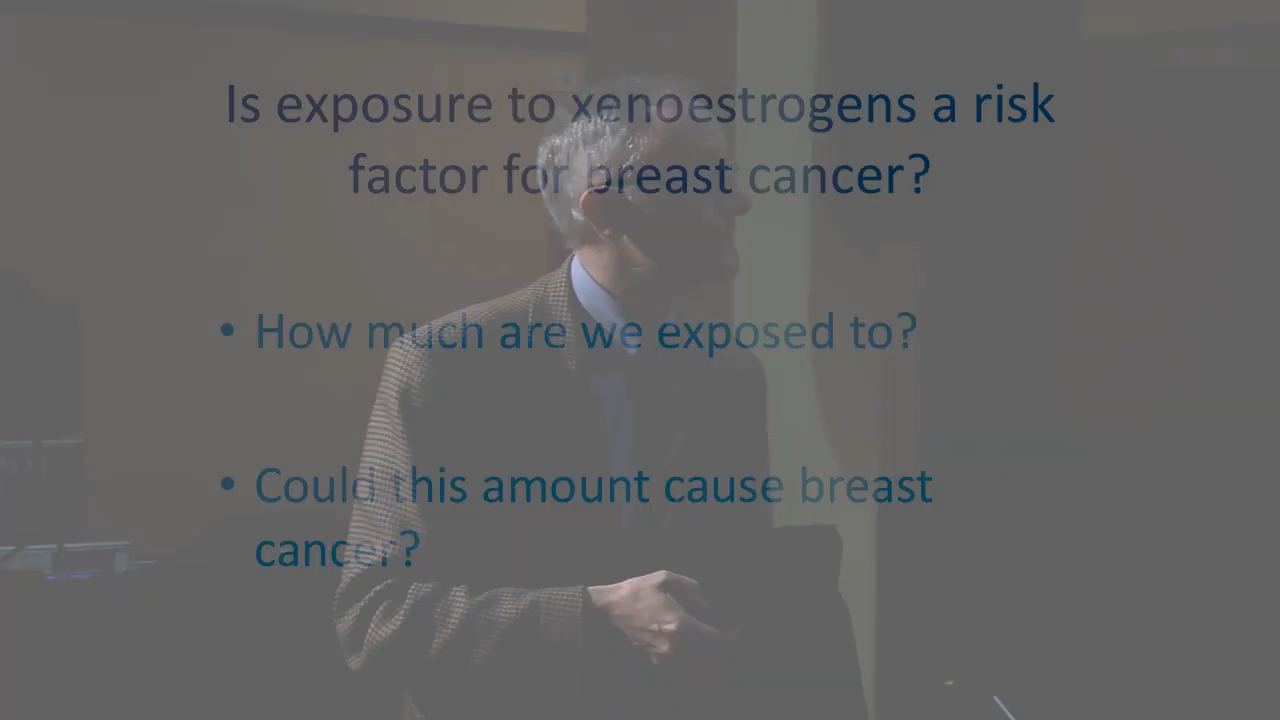 Is exposure to xenoestrogens a risk
factor for breast cancer?
• How much are we exposed to?
• Could this amount cause breast
cancer?